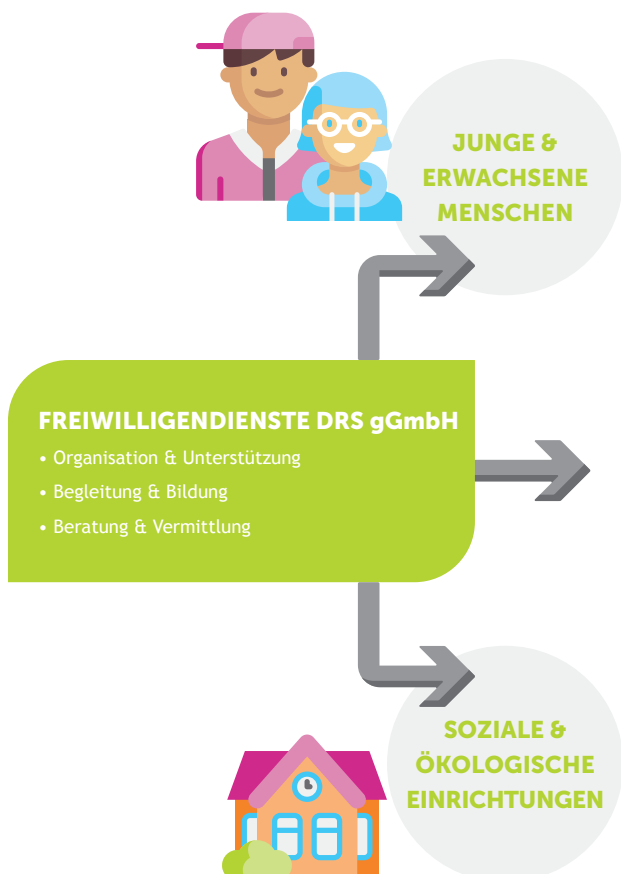 JUNGE &
ERWACHSENE
MENSCHEN
FREIWILLIGENDIENSTE DRS gGmbH
• Organisation & Unterstützung
• Begleitung & Bildung
• Beratung & Vermittlung
SOZIALE &
ÖKOLOGISCHE
EINRICHTUNGEN